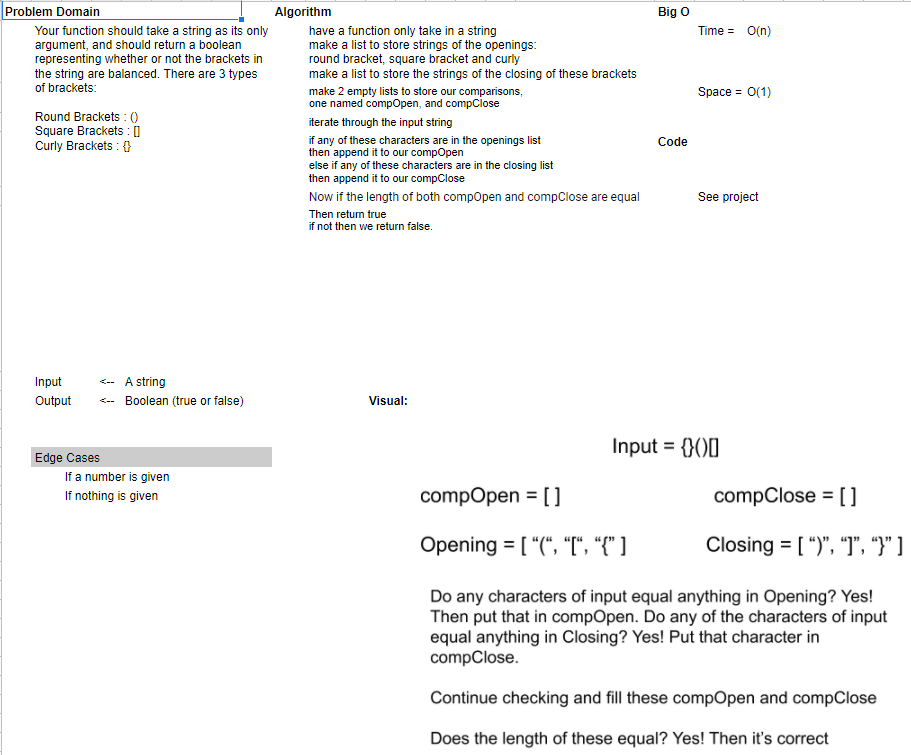 Problem Domain
Your function should take a string as its only
argument, and should return a boolean
representing whether or not the brackets in
the string are balanced. There are 3 types
of brackets:
Round Brackets : ()
Square Brackets : []
Curly Brackets : {}
Algorithm
have a function only take in a string
make a list to store strings of the openings:
round bracket, square bracket and curly
make a list to store the strings of the closing of these brackets
make 2 empty lists to store our comparisons,
one named compOpen, and compClose
iterate through the input string
if any of these characters are in the openings list
then append it to our compOpen
else if any of these characters are in the closing list
then append it to our compClose
Now if the length of both compOpen and compClose are equal
Then return true
if not then we return false.
Big O
Time = O(n)
Space = O(1)
Code
See project
Input <-- A string
Output <-- Boolean (true or false)
Edge Cases
If a number is given
If nothing is given
Visual:
Input = {}()[]
compOpen = [ ] compClose = [ ]
Opening = [ “(“, “[“, “{” ] Closing = [ “)”, “]”, “}” ]
Do any characters of input equal anything in Opening? Yes!
Then put that in compOpen. Do any of the characters of input
equal anything in Closing? Yes! Put that character in
compClose.
Continue checking and fill these compOpen and compClose
Does the length of these equal? Yes! Then it's correct